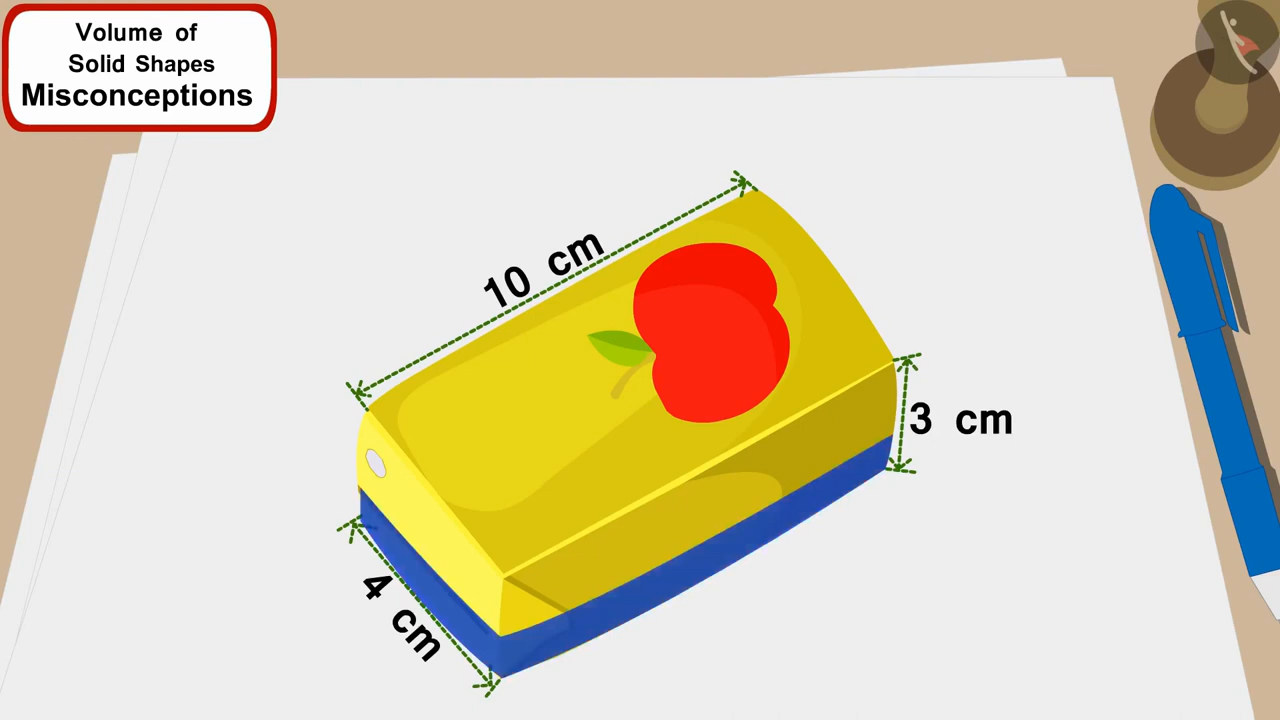 Volume of
Solid Shapes
Misconceptions
10 cm
3 cm
4 cm